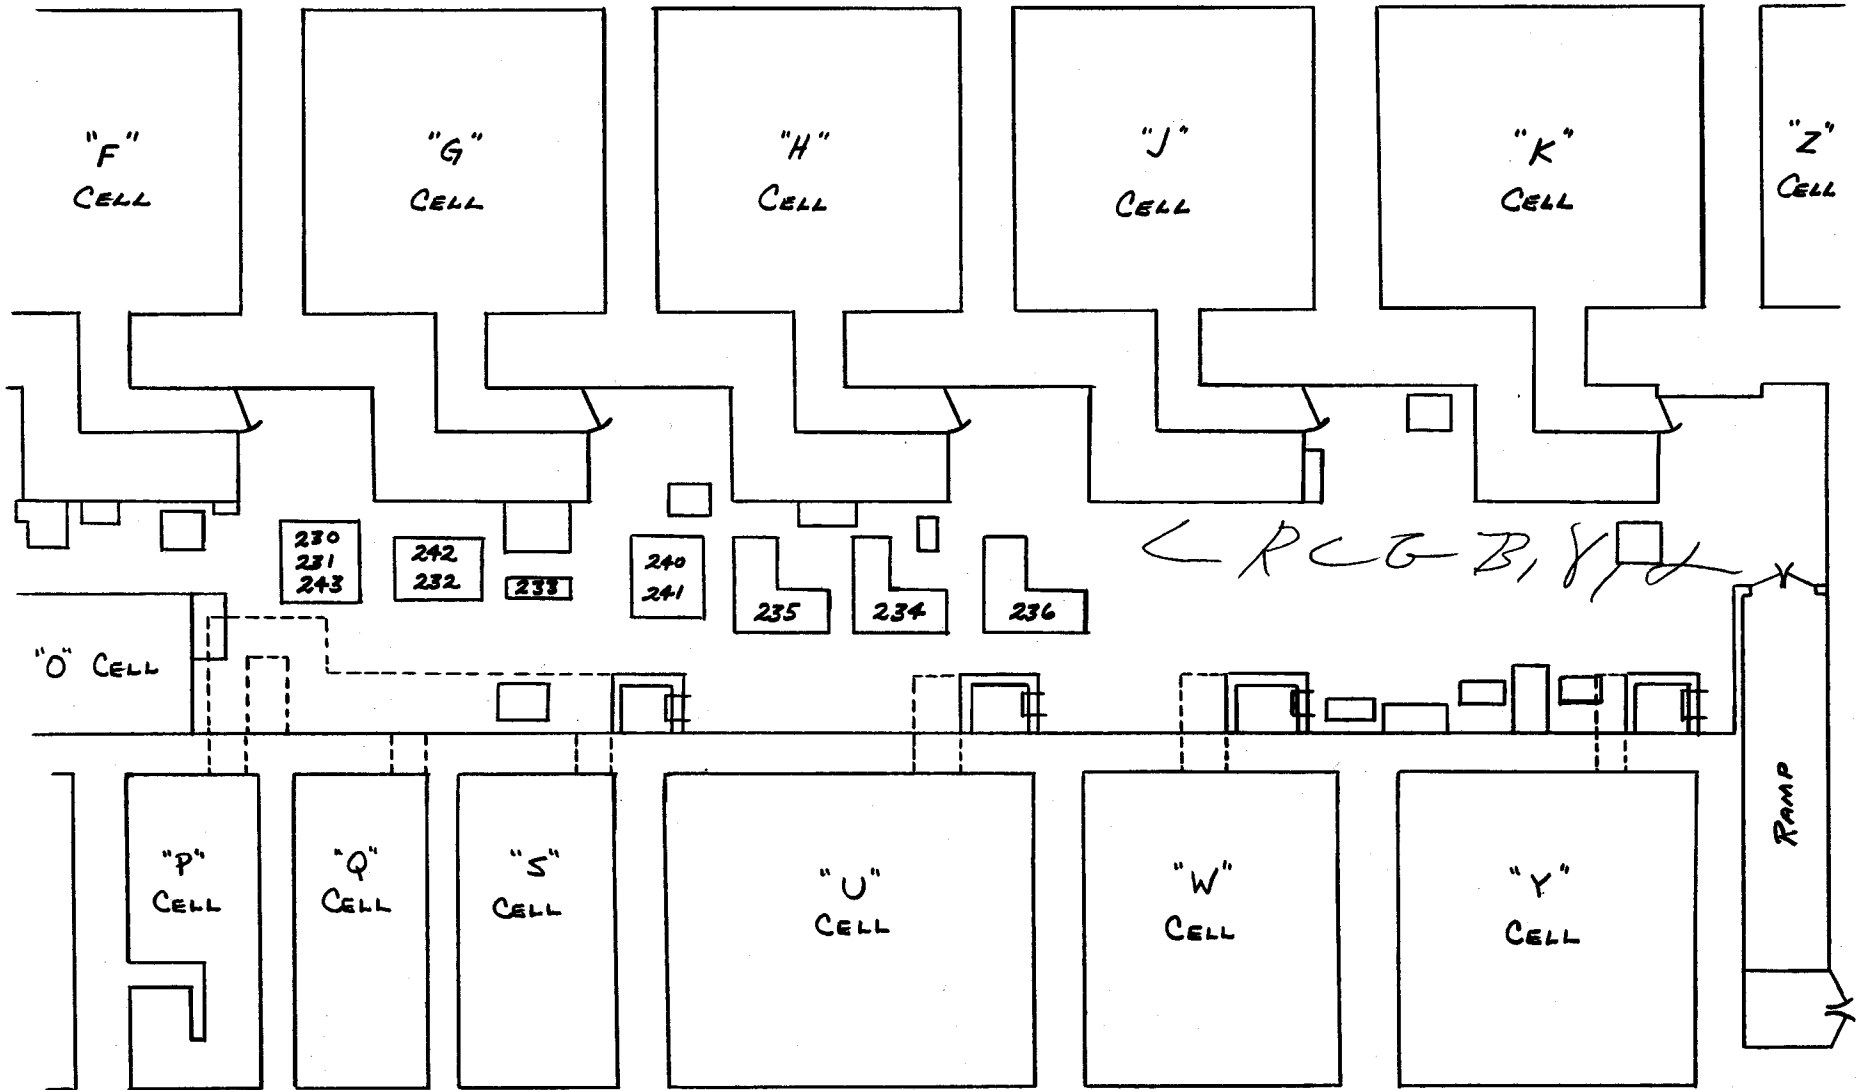 "F"
CELL
"G"
CELL
"H"
CELL
"J"
CELL
"K"
CELL
"Z"
CELL
230
231
243
242
232
233
240
241
235
234
236
< RCG B, γ, α
"O" CELL
"P"
CELL
"Q"
CELL
"S"
CELL
"U"
CELL
"W"
CELL
"Y"
CELL
RAMP